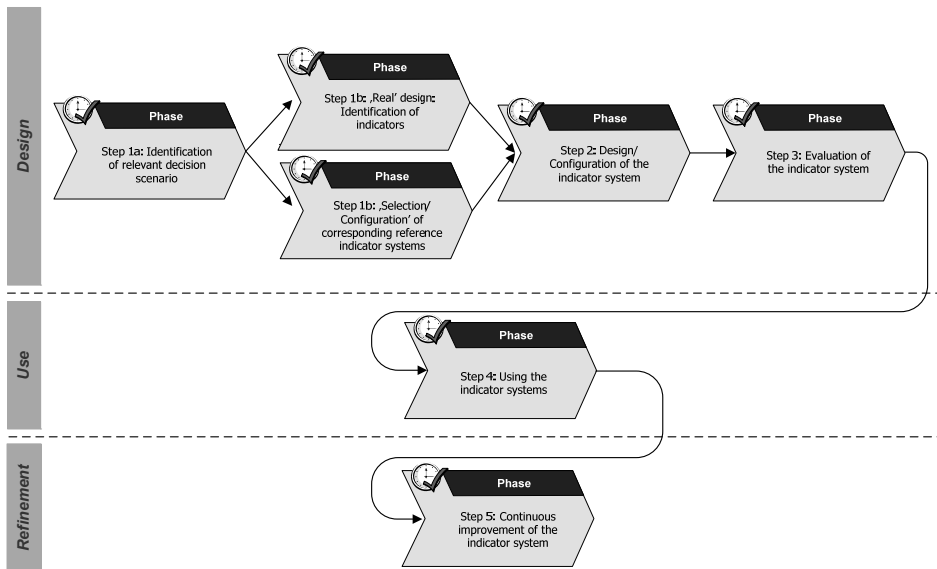 Design
Phase
Step 1a: Identification
of relevant decision
scenario
Phase
Step 1b: ‚Real’ design:
Identification of
indicators
Phase
Step 1b: ‚Selection/
Configuration’ of
corresponding reference
indicator systems
Phase
Step 2: Design/
Configuration of the
indicator system
Phase
Step 3: Evaluation of
the indicator system
Use
Phase
Step 4: Using the
indicator systems
Refinement
Phase
Step 5: Continuous
improvement of the
indicator system